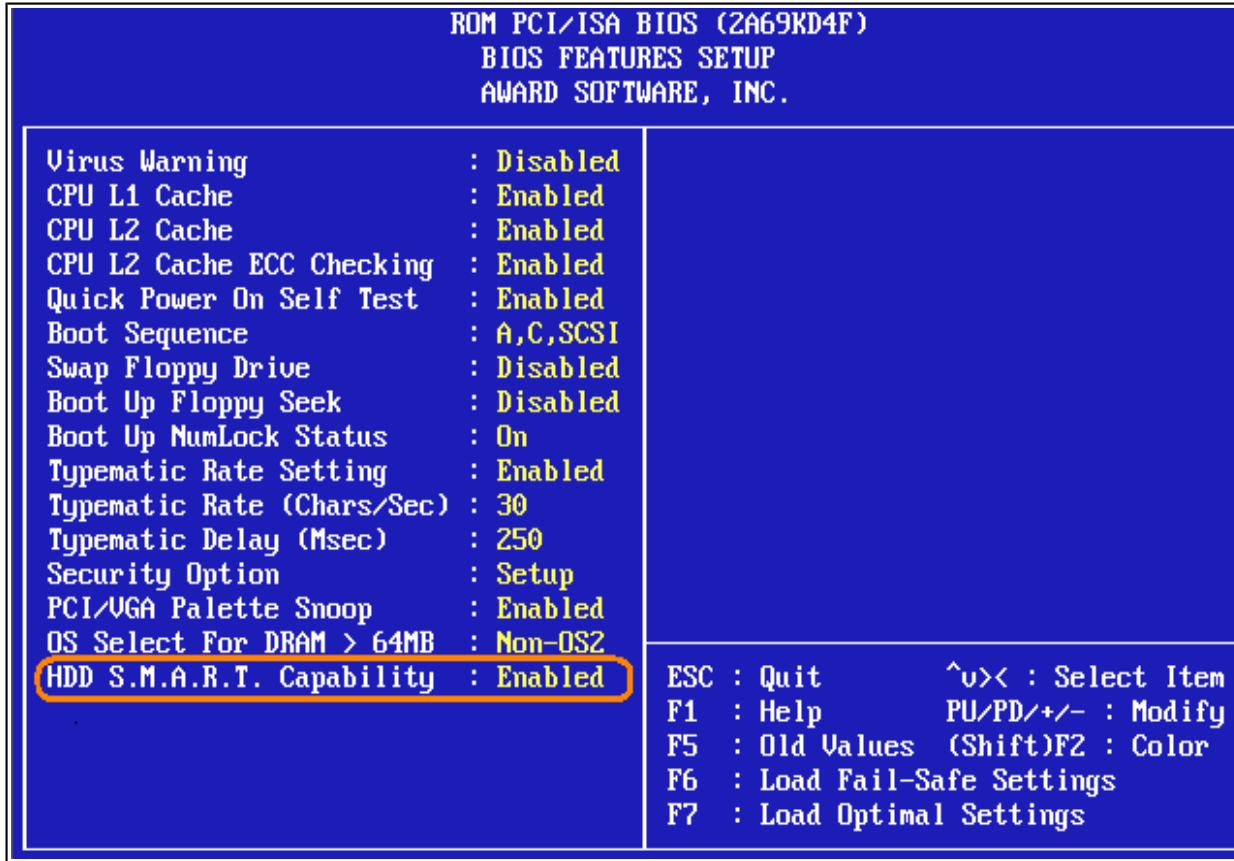 ROM PCI/ISA BIOS (2A69KD4F)
BIOS FEATURES SETUP
AWARD SOFTWARE, INC.
Virus Warning : Disabled
CPU L1 Cache : Enabled
CPU L2 Cache : Enabled
CPU L2 Cache ECC Checking : Enabled
Quick Power On Self Test : Enabled
Boot Sequence : A,C,SCSI
Swap Floppy Drive : Disabled
Boot Up Floppy Seek : Disabled
Boot Up NumLock Status : On
Typematic Rate Setting : Enabled
Typematic Rate (Chars/Sec) : 30
Typematic Delay (Msec) : 250
Security Option : Setup
PCI/VGA Palette Snoop : Enabled
OS Select For DRAM > 64MB : Non-OS2
HDD S.M.A.R.T. Capability : Enabled
ESC : Quit ^v>< : Select Item
F1 : Help PU/PD/+/- : Modify
F5 : Old Values (Shift)F2 : Color
F6 : Load Fail-Safe Settings
F7 : Load Optimal Settings